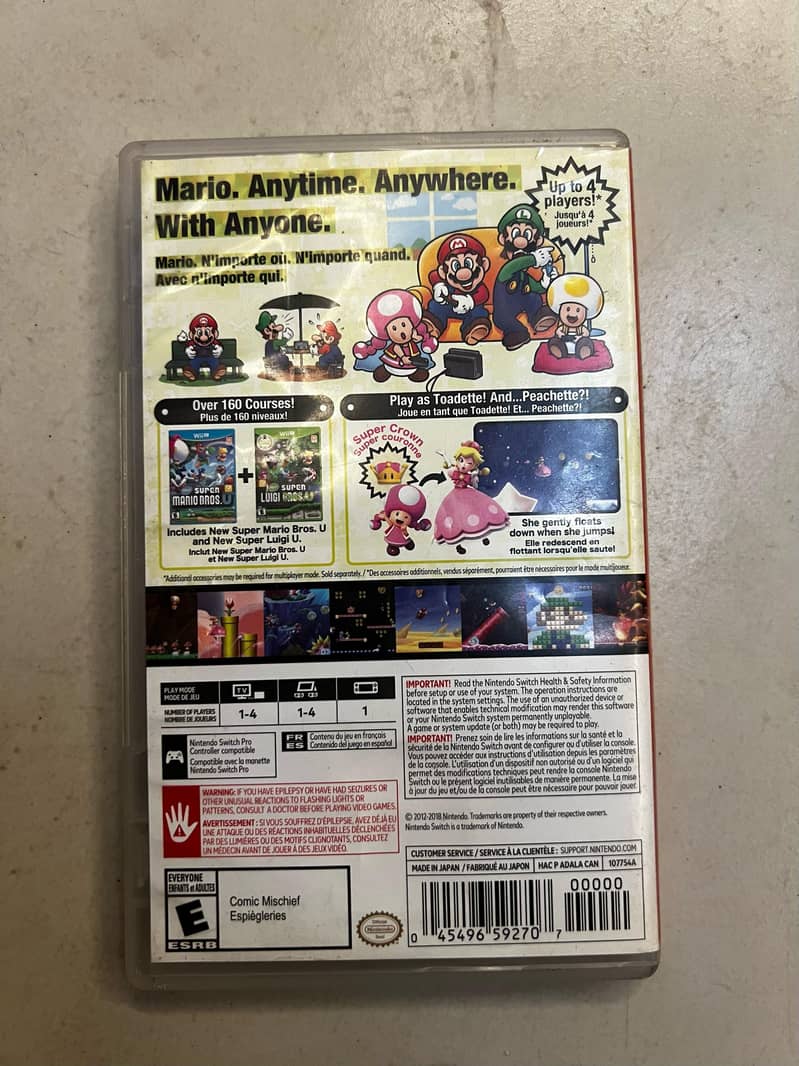 Mario. Anytime. Anywhere.
With Anyone.
Mario. N'importe où. N'importe quand.
Avec n'importe qui.
Up to 4
players!*
Jusqu'à 4
joueurs!*
Over 160 Courses!
Plus de 160 niveaux!
WiiU
WiiU
SUPER
MARIO BROS.U
SUPER
LUIGI BROS.U
+
Includes New Super Mario Bros. U
and New Super Luigi U.
Inclut New Super Mario Bros. U
et New Super Luigi U.
Play as Toadette! And...Peachette?!
Joue en tant que Toadette! Et... Peachette?!
Super Crown
Super couronne
She gently floats
down when she jumps!
Elle redescend en
flottant lorsqu'elle saute!
*Additional accessories may be required for multiplayer mode. Sold separately. / *Des accessoires additionnels, vendus séparément, pourraient être nécessaires pour le mode multijoueur.
PLAY MODE
MODE DE JEU
TV
NUMBER OF PLAYERS
NOMBRE DE JOUEURS
1-4
1-4
1
Nintendo Switch Pro
Controller compatible
Compatible avec la manette
Nintendo Switch Pro
FR
ES
Contenu du jeu en français
Contenido del juego en español
WARNING: IF YOU HAVE EPILEPSY OR HAVE HAD SEIZURES OR
OTHER UNUSUAL REACTIONS TO FLASHING LIGHTS OR
PATTERNS, CONSULT A DOCTOR BEFORE PLAYING VIDEO GAMES.
AVERTISSEMENT : SI VOUS SOUFFREZ D'ÉPILEPSIE, AVEZ DÉJÀ EU
UNE ATTAQUE OU DES RÉACTIONS INHABITUELLES DÉCLENCHÉES
PAR DES LUMIÈRES OU DES MOTIFS CLIGNOTANTS, CONSULTEZ
UN MÉDECIN AVANT DE JOUER À DES JEUX VIDÉO.
EVERYONE
ENFANTS et ADULTES
E
ESRB
Comic Mischief
Espiègleries
Official
Nintendo
Seal
IMPORTANT! Read the Nintendo Switch Health & Safety Information
before setup or use of your system. The operation instructions are
located in the system settings. The use of an unauthorized device or
software that enables technical modification may render this software
or your Nintendo Switch system permanently unplayable.
A game or system update (or both) may be required to play.
IMPORTANT! Prenez soin de lire les informations sur la santé et la
sécurité de la Nintendo Switch avant de configurer ou d'utiliser la console.
Vous pouvez accéder aux instructions d'utilisation depuis les paramètres
de la console. L'utilisation d'un dispositif non autorisé ou d'un logiciel qui
permet des modifications techniques peut rendre la console Nintendo
Switch ou le présent logiciel inutilisables de manière permanente. La mise
à jour du jeu et/ou de la console peut être nécessaire pour pouvoir jouer.
© 2012-2018 Nintendo. Trademarks are property of their respective owners.
Nintendo Switch is a trademark of Nintendo.
CUSTOMER SERVICE / SERVICE À LA CLIENTÈLE : SUPPORT.NINTENDO.COM
MADE IN JAPAN / FABRIQUÉ AU JAPON
HAC P ADALA CAN
107754A
00000
0 45496 59270 7